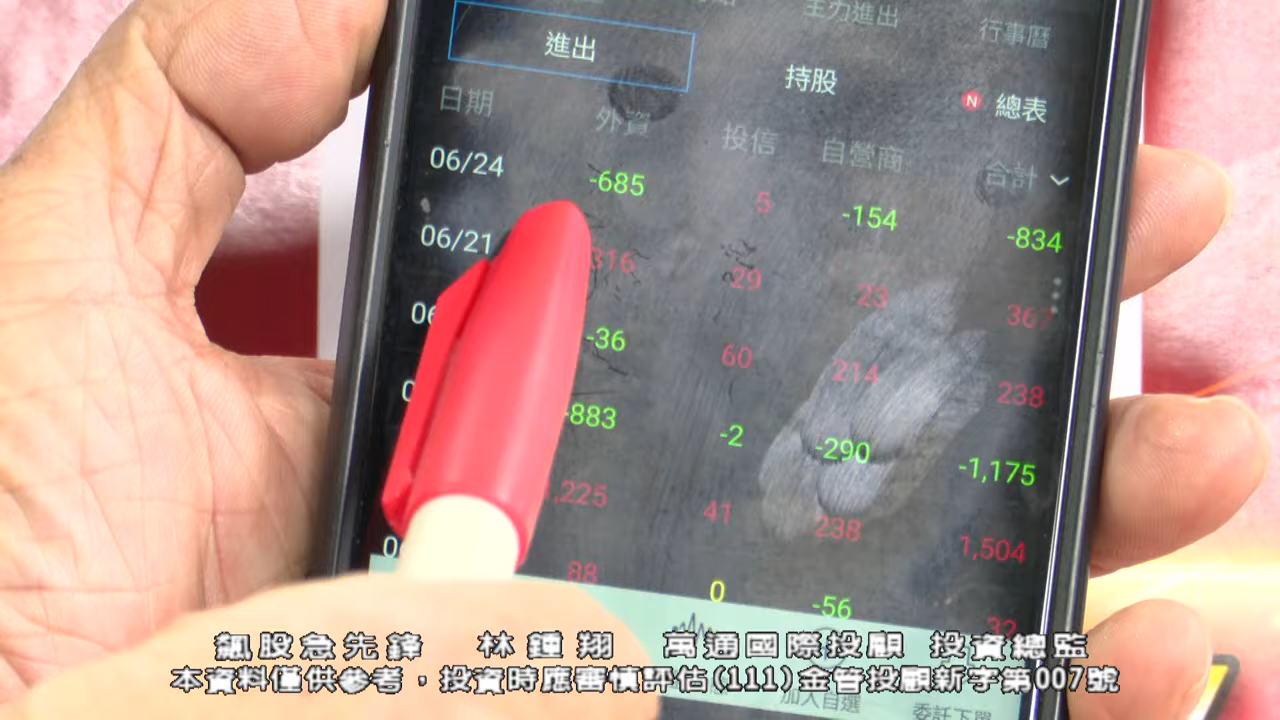 主力進出 行事曆
進出 持股 N 總表
日期 外資 投信 自營商 合計
06/24 -685 5 -154 -834
06/21 316 29 23 367
-36 60 214 238
-883 -2 -290 -1,175
,225 41 238 1,504
88 0 -56 32
飆股急先鋒 林鍾翔 萬通國際投顧 投資總監
本資料僅供參考，投資時應審慎評估(111)金管投顧新字第007號
加入自選 委託下單